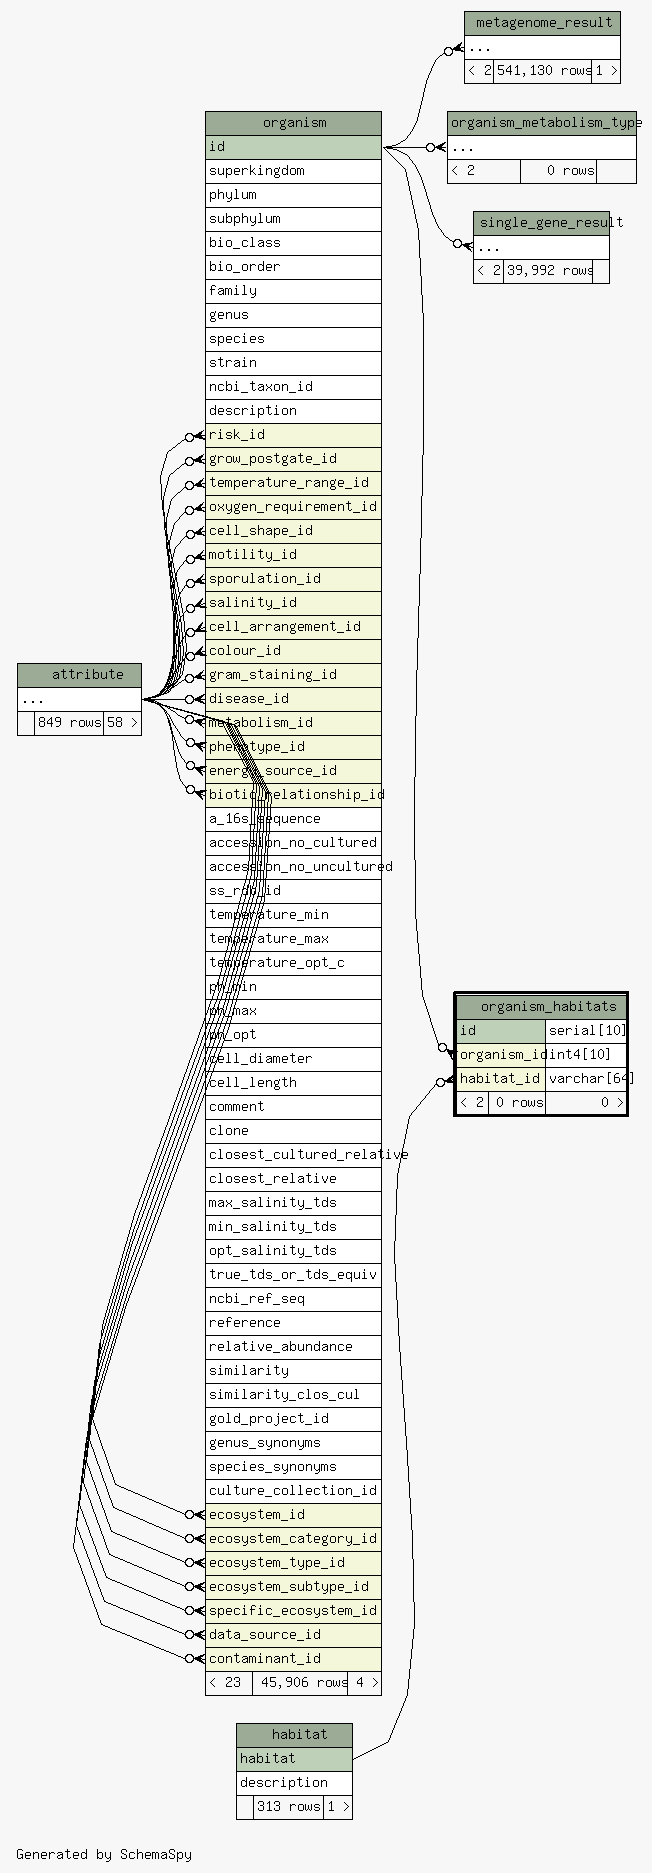 metagenome_result
...
< 2 541,130 rows 1 >
organism_metabolism_type
...
< 2 0 rows
single_gene_result
...
< 2 39,992 rows
organism
id
superkingdom
phylum
subphylum
bio_class
bio_order
family
genus
species
strain
ncbi_taxon_id
description
risk_id
grow_postgate_id
temperature_range_id
oxygen_requirement_id
cell_shape_id
motility_id
sporulation_id
salinity_id
cell_arrangement_id
colour_id
gram_staining_id
disease_id
metabolism_id
phenotype_id
energy_source_id
biotic_relationship_id
a_16s_sequence
accession_no_cultured
accession_no_uncultured
ss_rdb_id
temperature_min
temperature_max
temperature_opt_c
ph_min
ph_max
ph_opt
cell_diameter
cell_length
comment
clone
closest_cultured_relative
closest_relative
max_salinity_tds
min_salinity_tds
opt_salinity_tds
true_tds_or_tds_equiv
ncbi_ref_seq
reference
relative_abundance
similarity
similarity_clos_cul
gold_project_id
genus_synonyms
species_synonyms
culture_collection_id
ecosystem_id
ecosystem_category_id
ecosystem_type_id
ecosystem_subtype_id
specific_ecosystem_id
data_source_id
contaminant_id
< 23 45,906 rows 4 >
attribute
...
849 rows 58 >
organism_habitats
id serial[10]
organism_id int4[10]
habitat_id varchar[64]
< 2 0 rows 0 >
habitat
habitat
description
313 rows 1 >
Generated by SchemaSpy